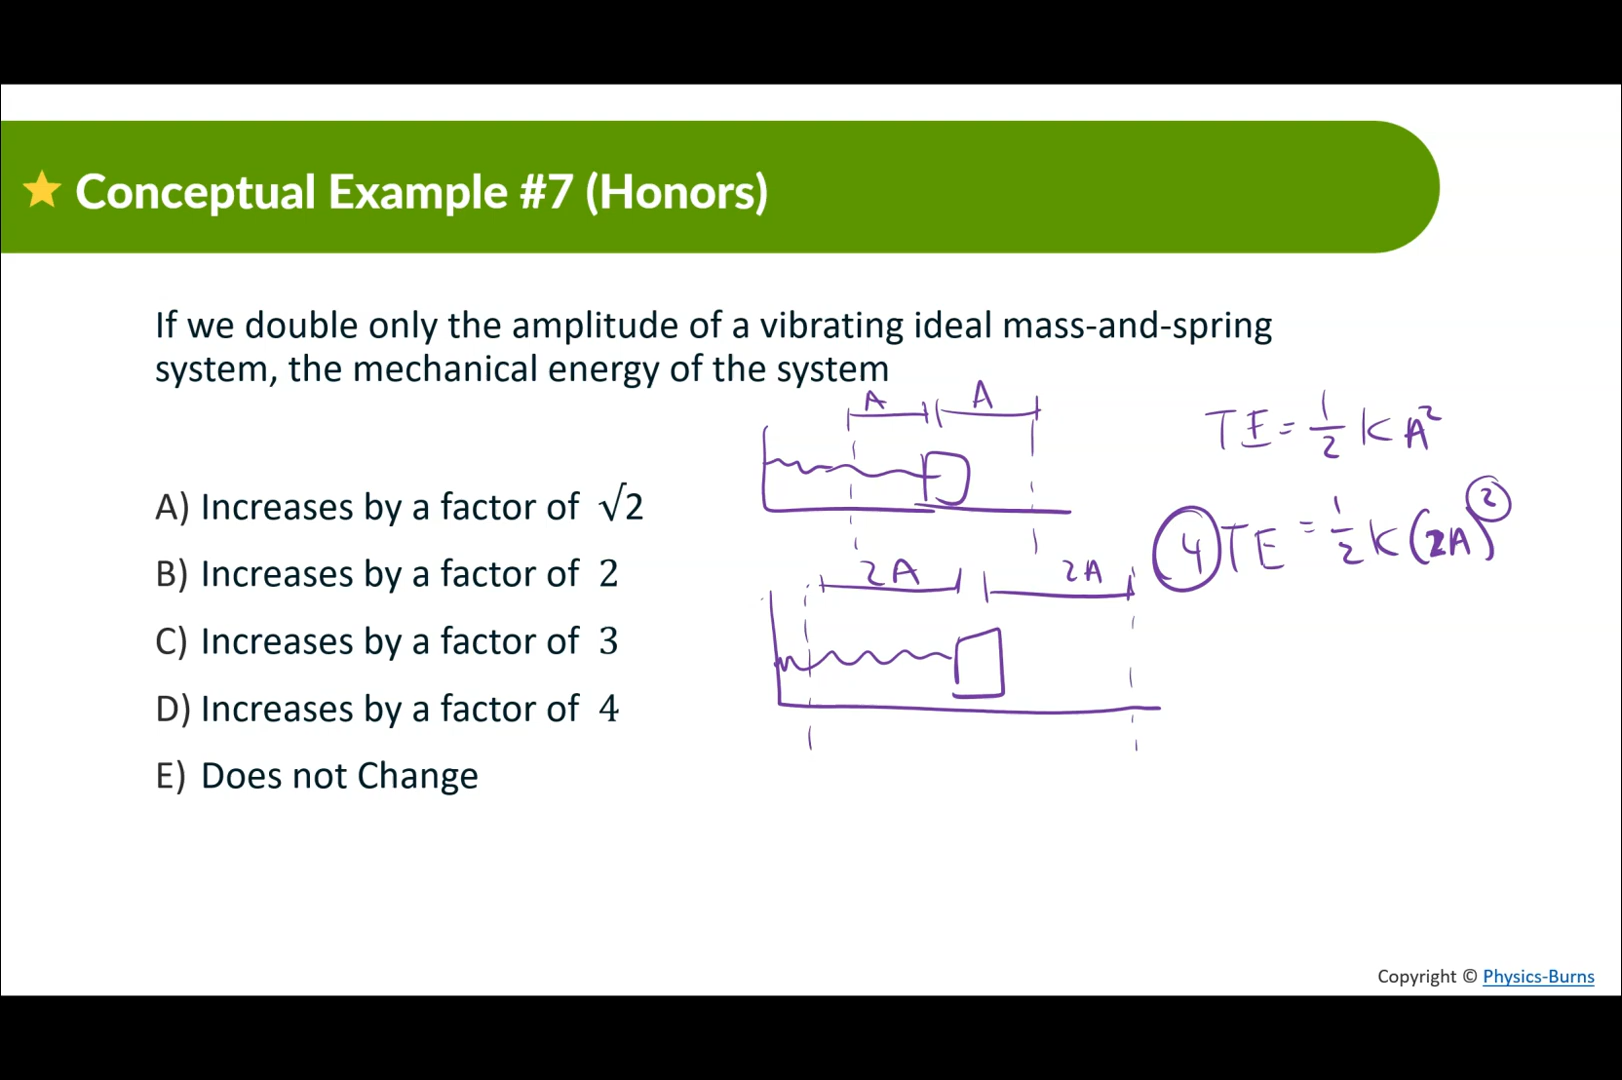 Conceptual Example #7 (Honors)
If we double only the amplitude of a vibrating ideal mass-and-spring
system, the mechanical energy of the system
A) Increases by a factor of √2
B) Increases by a factor of 2
C) Increases by a factor of 3
D) Increases by a factor of 4
E) Does not Change
A A
2A 2A
TE = 1/2 K A²
4 TE = 1/2 K (2A)²
Copyright © Physics-Burns